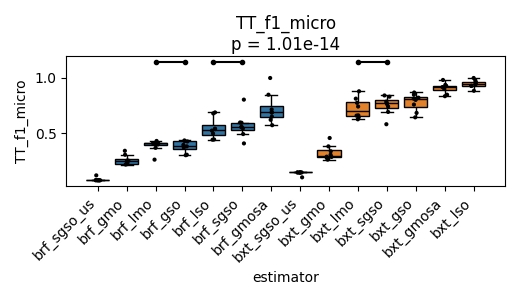 TT_f1_micro
p = 1.01e-14
TT_f1_micro
1.0
0.5
brf_sgso_us
brf_gmo
brf_lmo
brf_gso
brf_lso
brf_sgso
brf_gmosa
bxt_sgso_us
bxt_gmo
bxt_lmo
bxt_sgso
bxt_gso
bxt_gmosa
bxt_lso
estimator